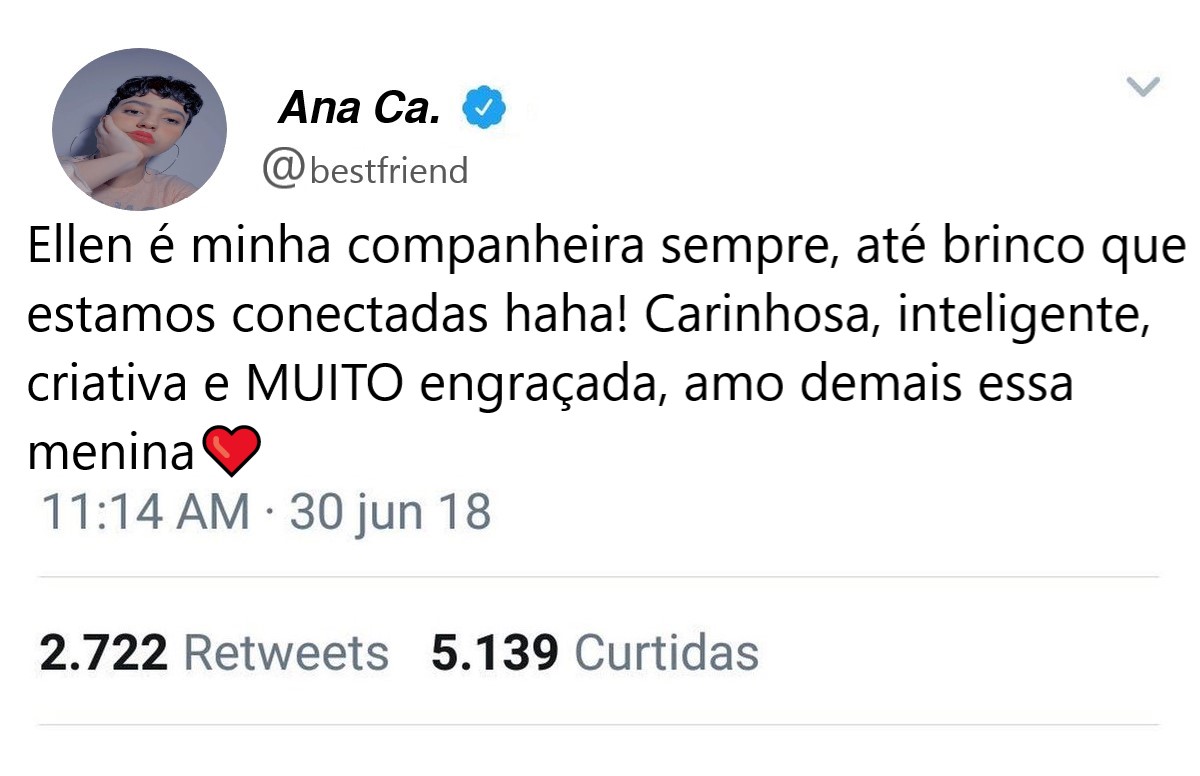 Ana Ca.
@bestfriend
Ellen é minha companheira sempre, até brinco que
estamos conectadas haha! Carinhosa, inteligente,
criativa e MUITO engraçada, amo demais essa
menina❤️
11:14 AM · 30 jun 18
2.722 Retweets 5.139 Curtidas